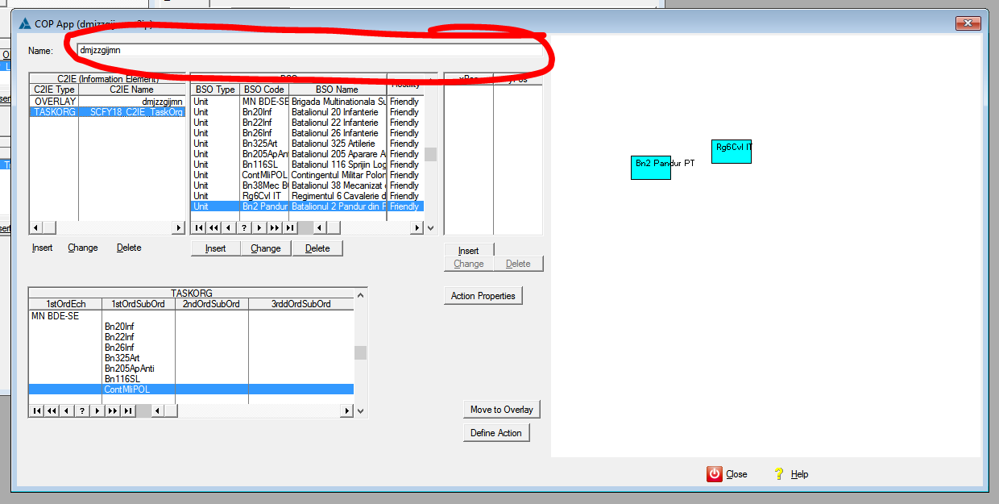 COP App
Name:
dmjzzgijmn
C2IE (Information Element)
C2IE Type C2IE Name
OVERLAY dmjzzgijmn
TASKORG SCFY18_C2IE_TaskOrg
BSO Type BSO Code BSO Name Hostility
Unit MN BDE-SE Brigada Multinationala Su Friendly
Unit Bn20Inf Batalionul 20 Infanterie Friendly
Unit Bn22Inf Batalionul 22 Infanterie Friendly
Unit Bn26Inf Batalionul 26 Infanterie Friendly
Unit Bn325Art Batalionul 325 Artilerie Friendly
Unit Bn205ApAnt Batalionul 205 Aparare A Friendly
Unit Bn116SL Batalionul 116 Sprijin Log Friendly
Unit ContMliPOL Contingentul Militar Polon Friendly
Unit Bn38Mec B Batalionul 38 Mecanizat Friendly
Unit Rg6Cvl IT Regimentul 6 Cavalerie d Friendly
Unit Bn2 Pandur Batalionul 2 Pandur din F Friendly
xPos yPos
?
Insert Change Delete
Insert Change Delete
Insert
Change Delete
Action Properties
TASKORG
1stOrdEch 1stOrdSubOrd 2ndOrdSubOrd 3rddOrdSubOrd
MN BDE-SE
Bn20Inf
Bn22Inf
Bn26Inf
Bn325Art
Bn205ApAnti
Bn116SL
ContMliPOL
?
Move to Overlay
Define Action
Rg6Cvl IT
Bn2 Pandur PT
Close ? Help